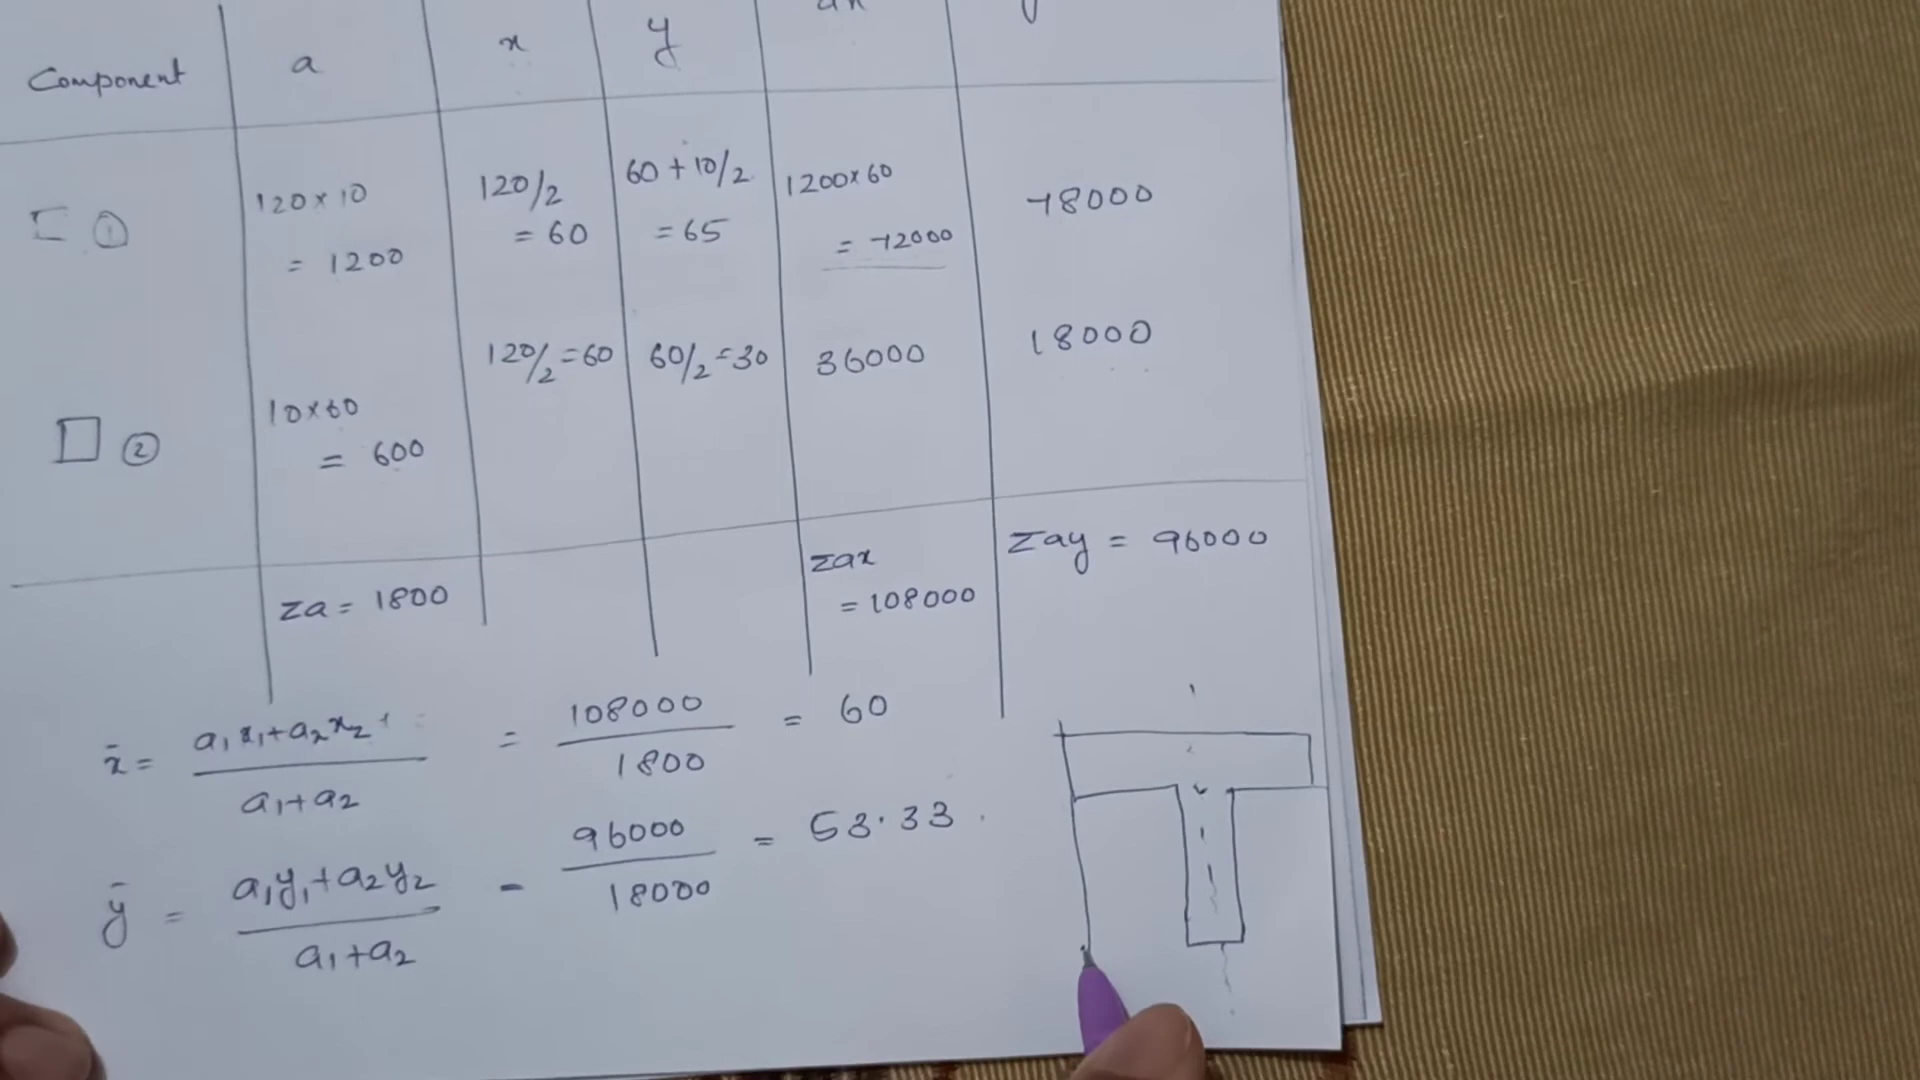 Component a x y
① 120×10 = 1200 120/2 = 60 60 + 10/2 = 65 1200×60 = 72000 78000
② 10×60 = 600 120/2 = 60 60/2 = 30 36000 18000
Σa = 1800 Σax = 108000 Σay = 96000
x̄ = a₁x₁+a₂x₂ / a₁+a₂ = 108000 / 1800 = 60
ȳ = a₁y₁+a₂y₂ / a₁+a₂ - 96000 / 18000 = 53.33